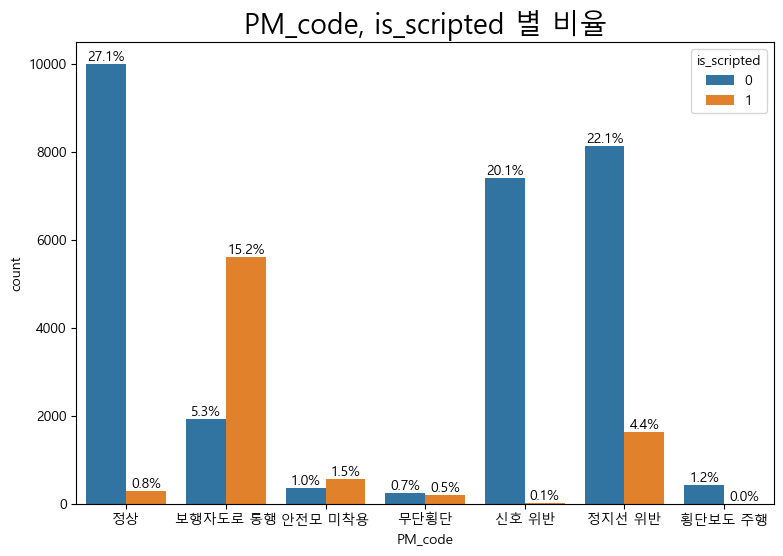 PM_code, is_scripted 별 비율
is_scripted
0
1
count
10000
8000
6000
4000
2000
0
27.1%
0.8%
5.3%
15.2%
1.0%
1.5%
0.7%
0.5%
20.1%
0.1%
22.1%
4.4%
1.2%
0.0%
정상
보행자도로 통행
안전모 미착용
무단횡단
신호 위반
정지선 위반
횡단보도 주행
PM_code